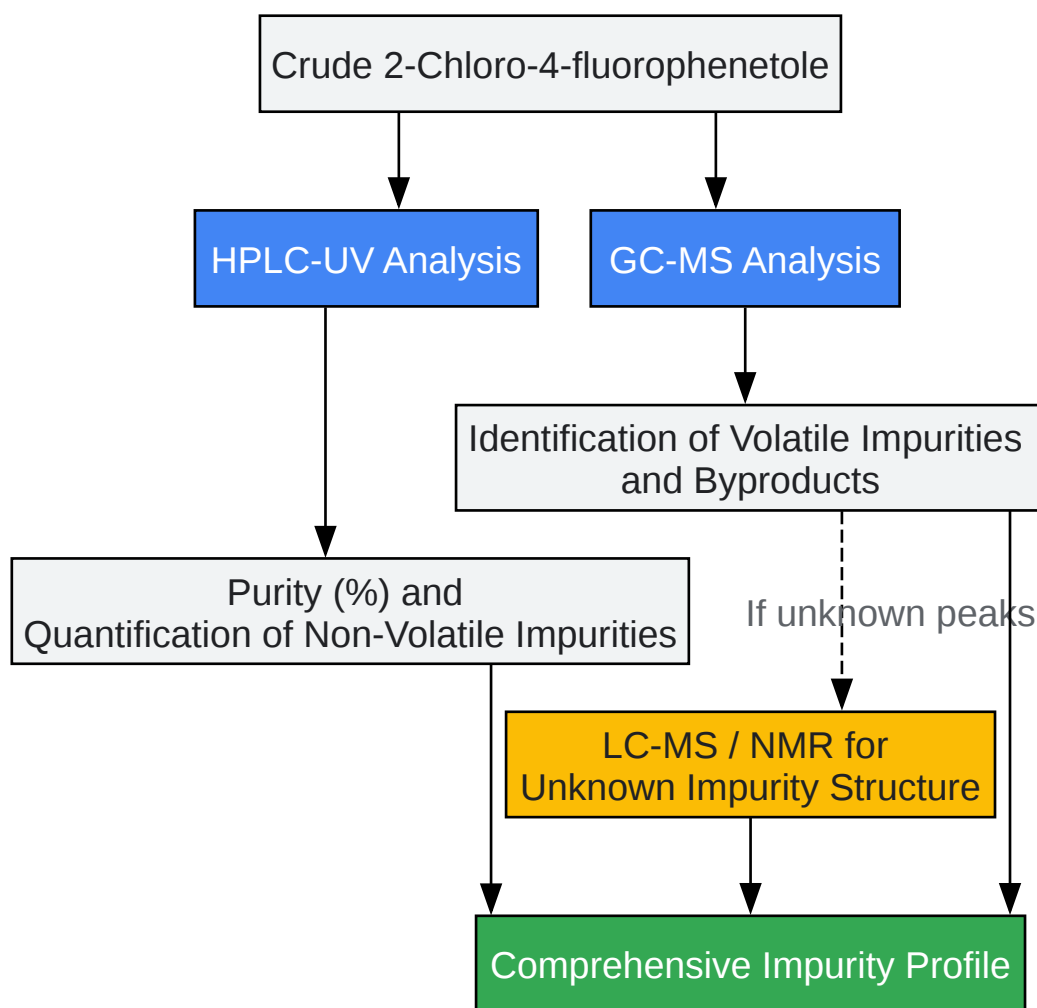 Crude 2-Chloro-4-fluorophenetole
HPLC-UV Analysis
GC-MS Analysis
Identification of Volatile Impurities
and Byproducts
Purity (%) and
Quantification of Non-Volatile Impurities
If unknown peaks
LC-MS / NMR for
Unknown Impurity Structure
Comprehensive Impurity Profile